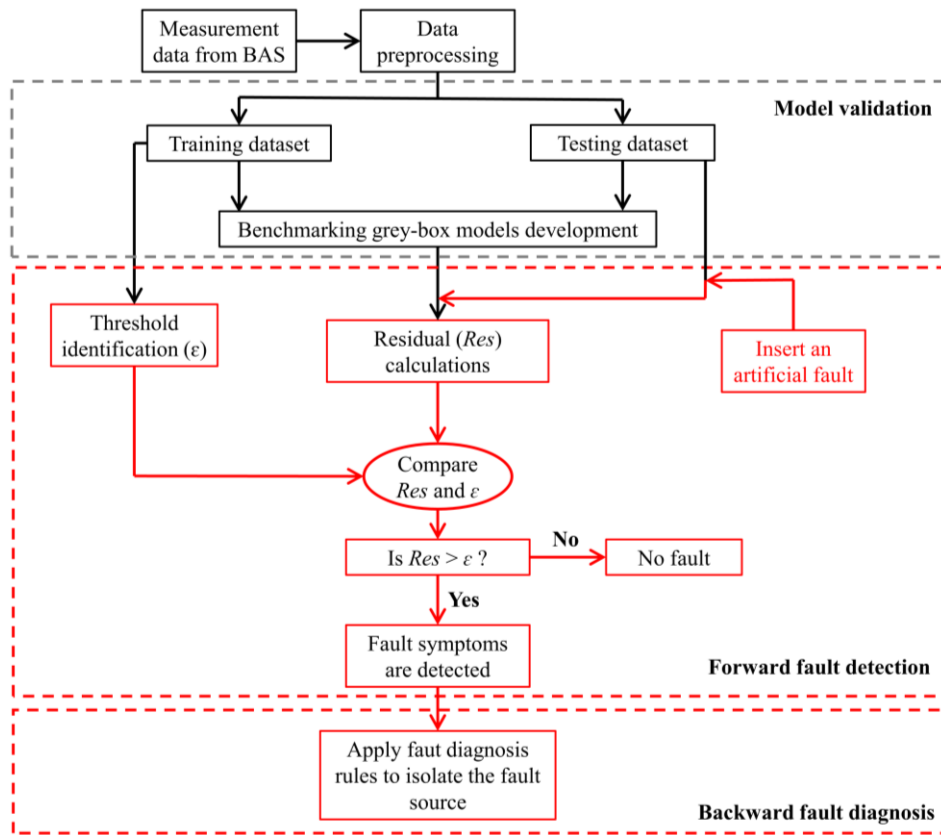 Measurement
data from BAS
Data
preprocessing
Model validation
Training dataset
Testing dataset
Benchmarking grey-box models development
Threshold
identification (ε)
Residual (Res)
calculations
Insert an
artificial fault
Compare
Res and ε
Is Res > ε ?
No
No fault
Yes
Fault symptoms
are detected
Forward fault detection
Apply faut diagnosis
rules to isolate the fault
source
Backward fault diagnosis